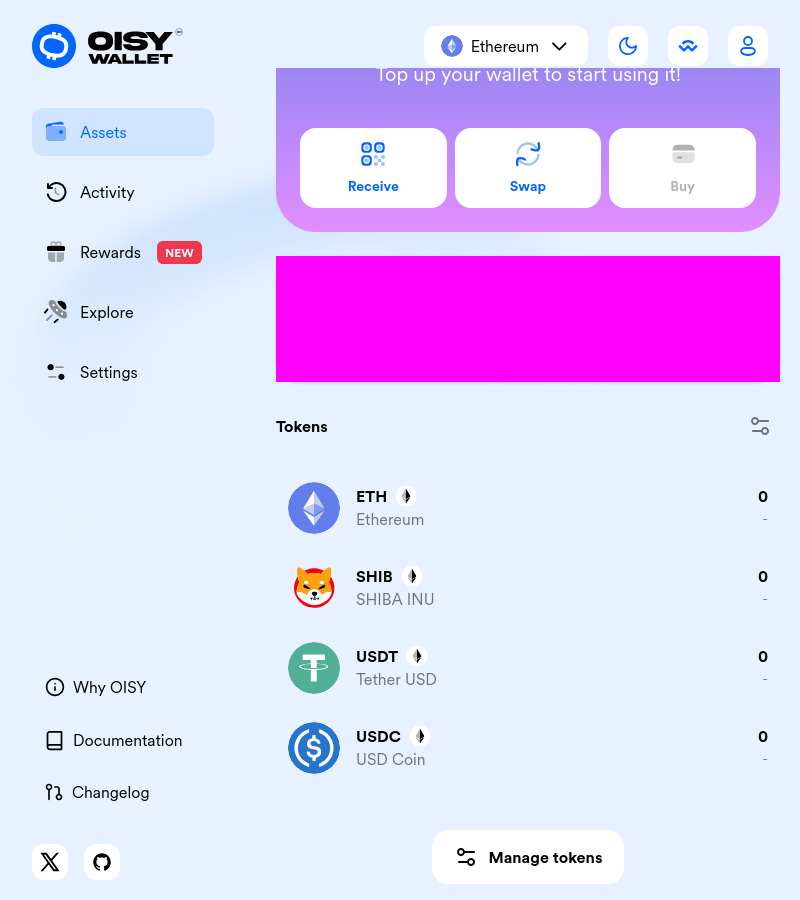 OISY
WALLET
Ethereum
Top up your wallet to start using it!
Receive
Swap
Buy
Assets
Activity
Rewards NEW
Explore
Settings
Tokens
ETH
0
Ethereum
-
SHIB
0
SHIBA INU
-
USDT
0
Tether USD
-
USDC
0
USD Coin
-
Why OISY
Documentation
Changelog
Manage tokens